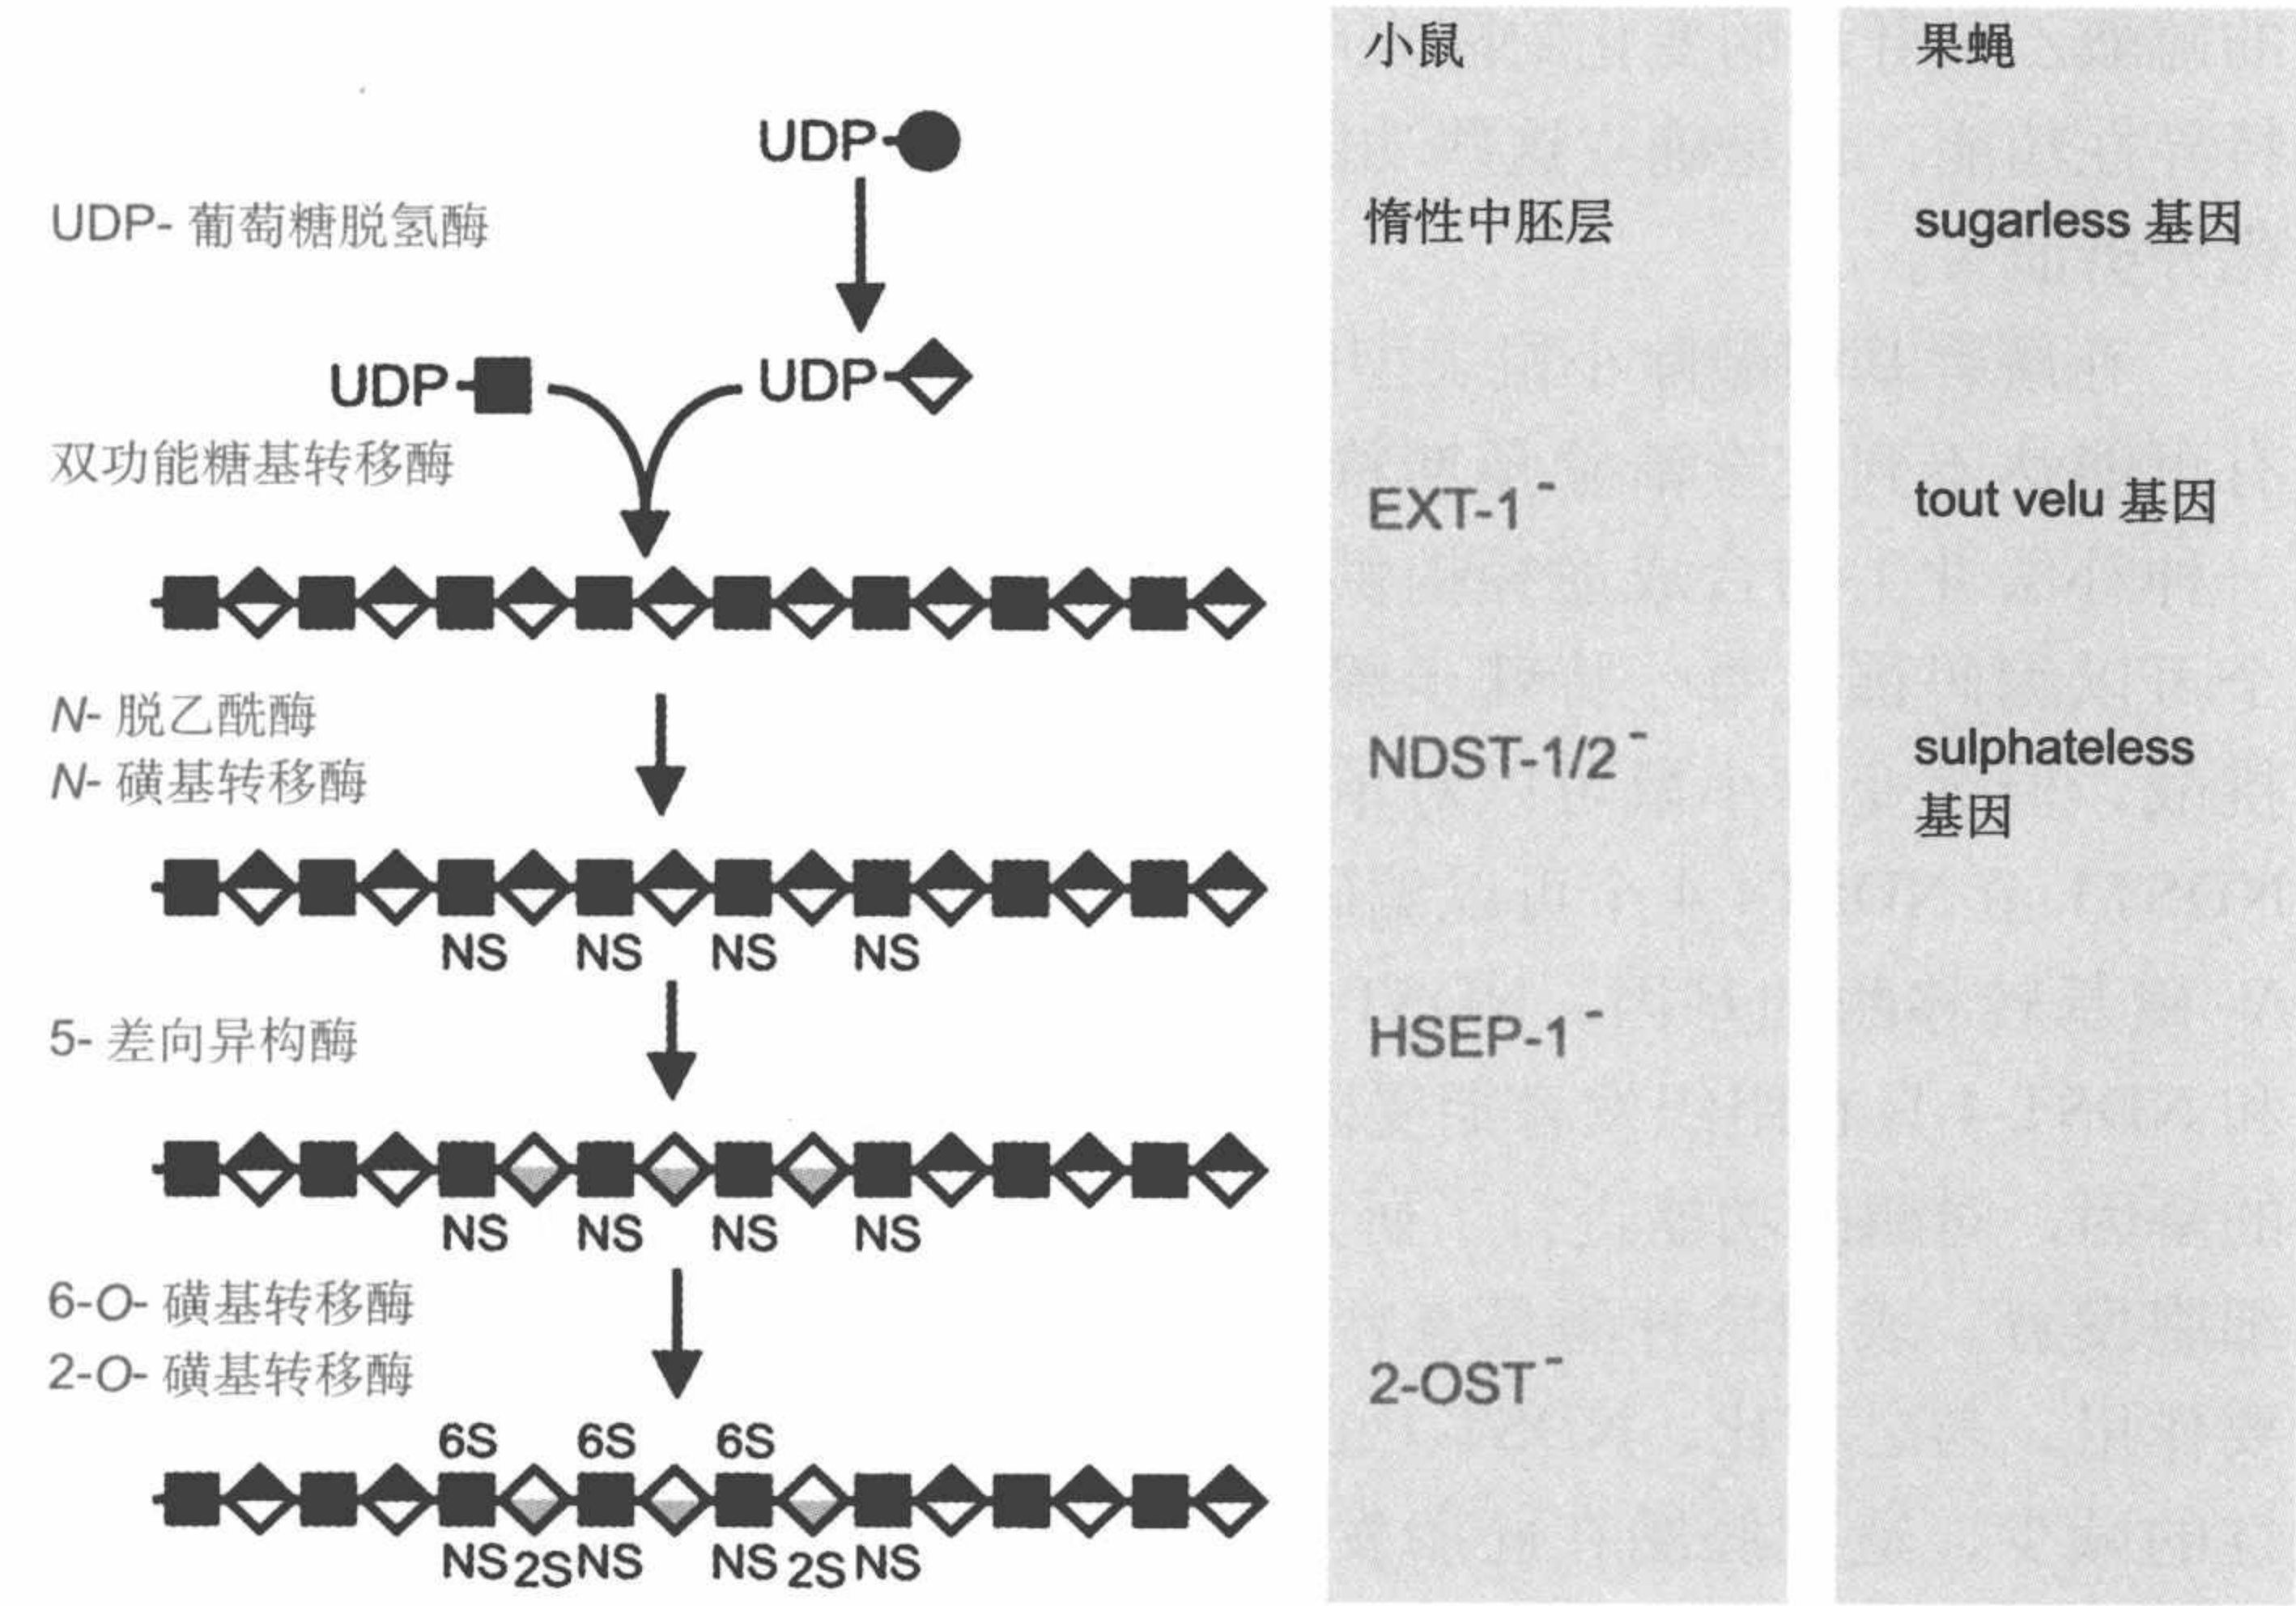 小鼠
果蝇
UDP-
UDP- 葡萄糖脱氢酶
惰性中胚层
sugarless 基因
UDP-
UDP-
双功能糖基转移酶
EXT-1⁻
tout velu 基因
N- 脱乙酰酶
N- 磺基转移酶
NDST-1/2⁻
sulphateless
基因
NS NS NS NS
5- 差向异构酶
HSEP-1⁻
NS NS NS NS
6-O- 磺基转移酶
2-O- 磺基转移酶
2-OST⁻
6S 6S 6S
NS 2S NS NS 2S NS